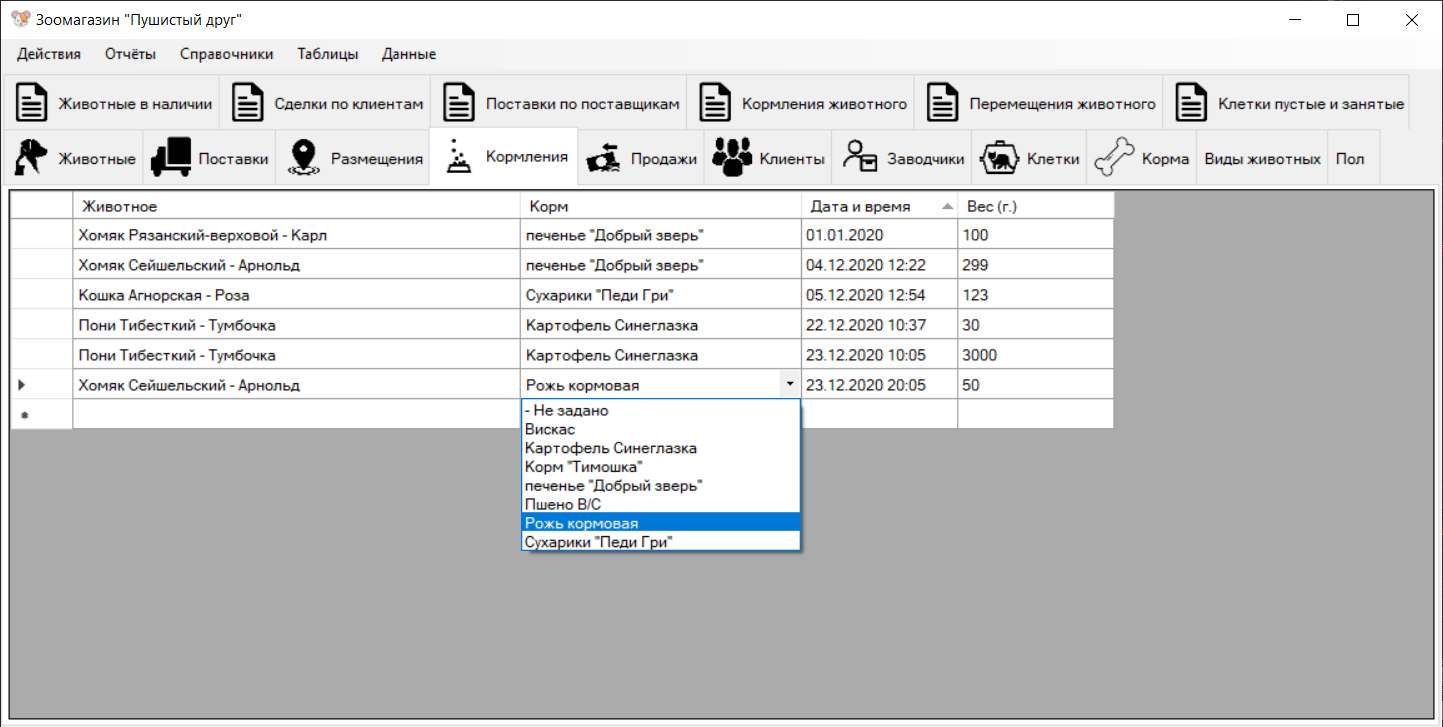 Зоомагазин "Пушистый друг"
Действия Отчёты Справочники Таблицы Данные
Животные в наличии Сделки по клиентам Поставки по поставщикам Кормления животного Перемещения животного Клетки пустые и занятые
Животные Поставки Размещения Кормления Продажи Клиенты Заводчики Клетки Корма Виды животных Пол
Животное Корм Дата и время Вес (г.)
Хомяк Рязанский-верховой - Карл печенье "Добрый зверь" 01.01.2020 100
Хомяк Сейшельский - Арнольд печенье "Добрый зверь" 04.12.2020 12:22 299
Кошка Агнорская - Роза Сухарики "Педи Гри" 05.12.2020 12:54 123
Пони Тибесткий - Тумбочка Картофель Синеглазка 22.12.2020 10:37 30
Пони Тибесткий - Тумбочка Картофель Синеглазка 23.12.2020 10:05 3000
Хомяк Сейшельский - Арнольд Рожь кормовая 23.12.2020 20:05 50
- Не задано
Вискас
Картофель Синеглазка
Корм "Тимошка"
печенье "Добрый зверь"
Пшено В/С
Рожь кормовая
Сухарики "Педи Гри"